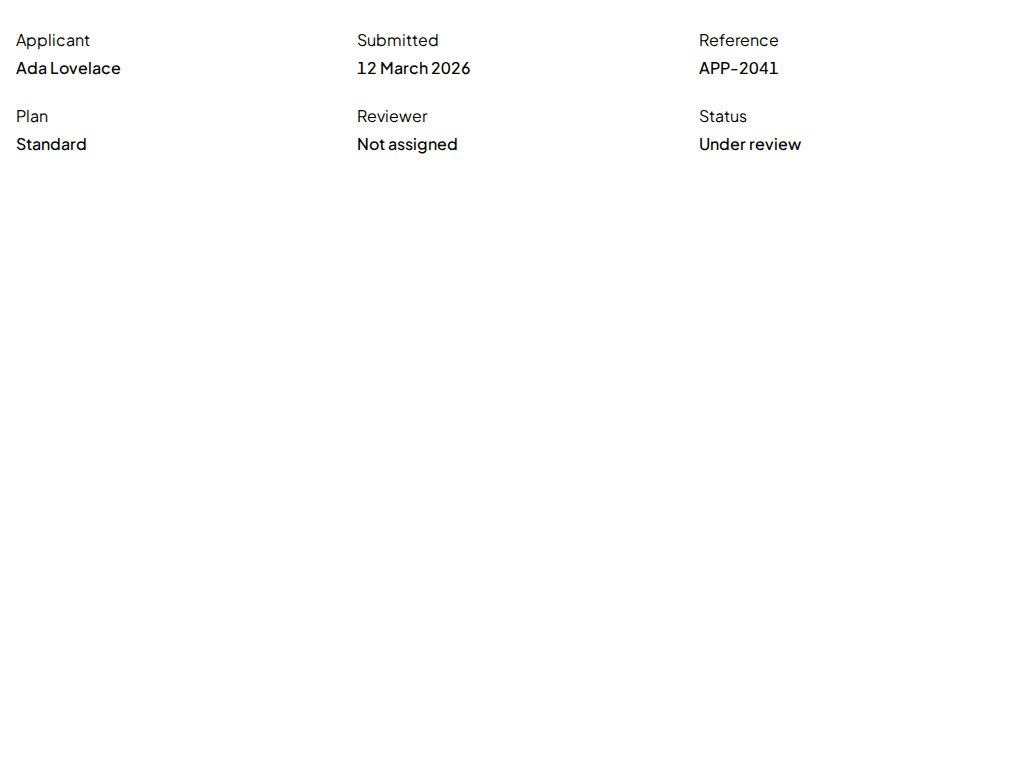 Applicant
Ada Lovelace
Submitted
12 March 2026
Reference
APP-2041
Plan
Standard
Reviewer
Not assigned
Status
Under review